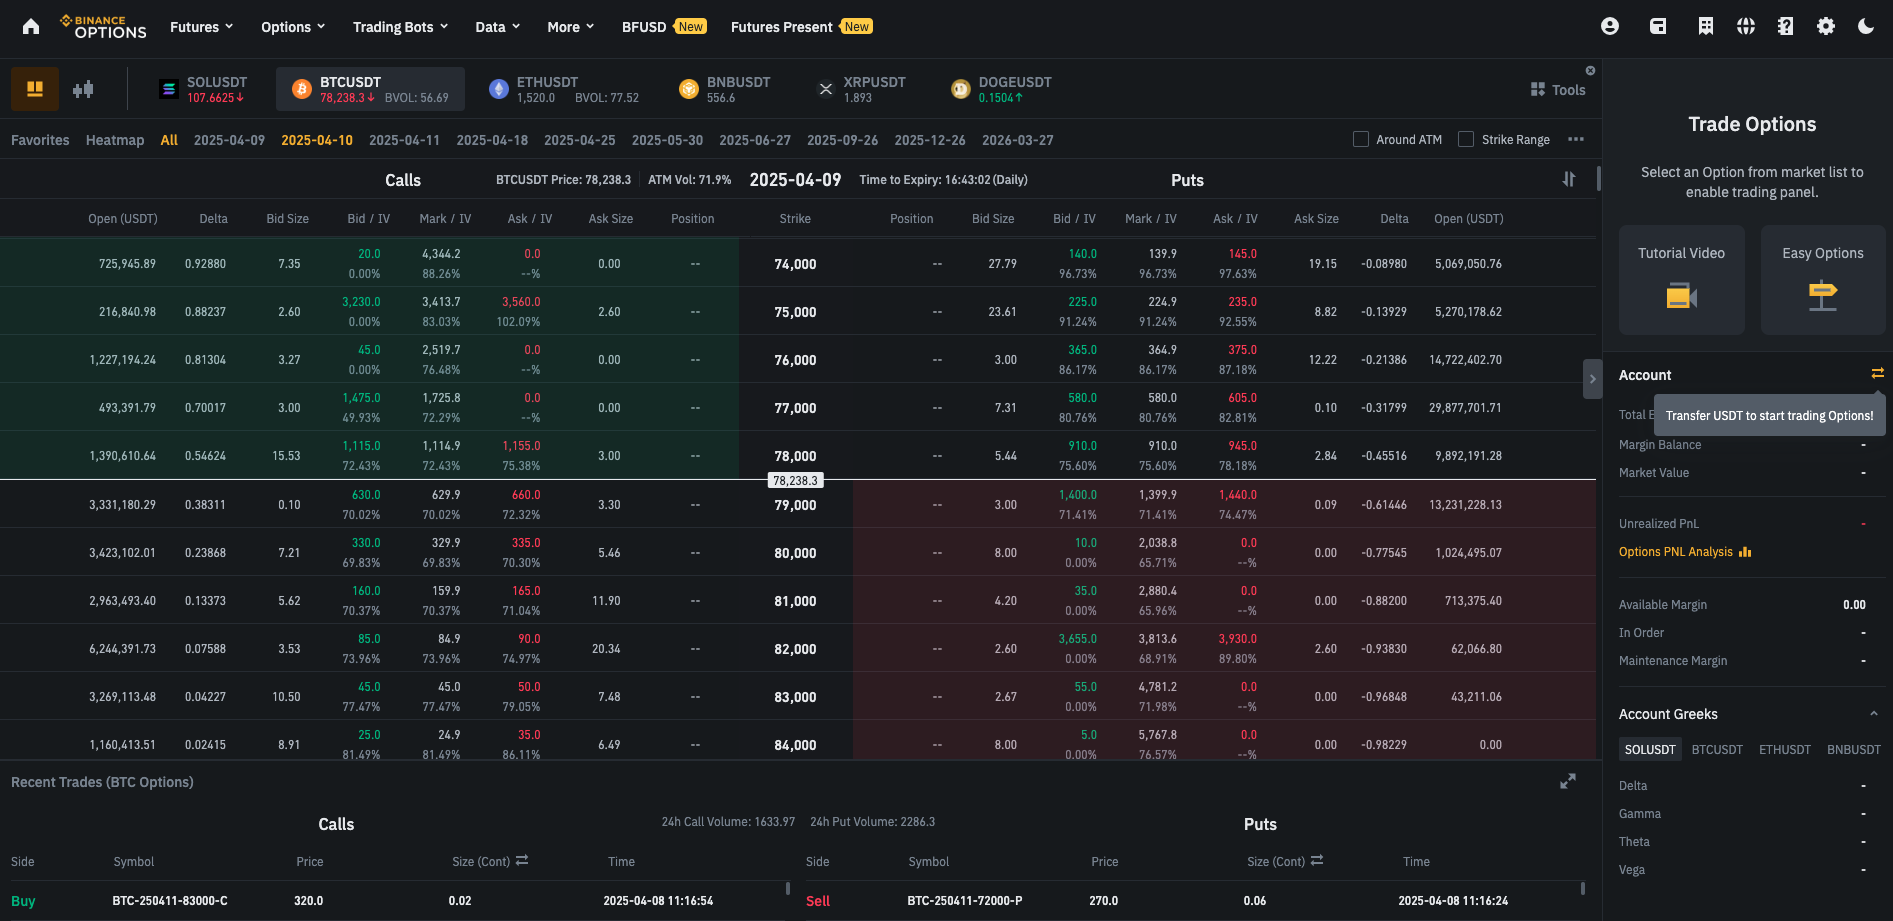 BINANCE OPTIONS Futures Options Trading Bots Data More BFUSD New Futures Present New
SOLUSDT BTCUSDT ETHUSDT BNBUSDT XRPUSDT DOGEUSDT
107.6625↓ 78,238.3↓ BVOL: 56.69 1,520.0 BVOL: 77.52 556.6 1.893 0.1504↑ Tools
Favorites Heatmap All 2025-04-09 2025-04-10 2025-04-11 2025-04-18 2025-04-25 2025-05-30 2025-06-27 2025-09-26 2025-12-26 2026-03-27 Around ATM Strike Range ···
Calls BTCUSDT Price: 78,238.3 ATM Vol: 71.9% 2025-04-09 Time to Expiry: 16:43:02(Daily) Puts
Open (USDT) Delta Bid Size Bid / IV Mark / IV Ask / IV Ask Size Position Strike Position Bid Size Bid / IV Mark / IV Ask / IV Ask Size Delta Open (USDT)
20.0 4,344.2 0.0 140.0 139.9 145.0
725,945.89 0.92880 7.35 0.00 -- 74,000 -- 27.79 19.15 -0.08980 5,069,050.76
0.00% 88.26% --% 96.73% 96.73% 97.63%
3,230.0 3,413.7 3,560.0 225.0 224.9 235.0
216,840.98 0.88237 2.60 2.60 -- 75,000 -- 23.61 8.82 -0.13929 5,270,178.62
0.00% 83.03% 102.09% 91.24% 91.24% 92.55%
45.0 2,519.7 0.0 365.0 364.9 375.0
1,227,194.24 0.81304 3.27 0.00 -- 76,000 -- 3.00 12.22 -0.21386 14,722,402.70
0.00% 76.48% --% 86.17% 86.17% 87.18%
1,475.0 1,725.8 0.0 580.0 580.0 605.0
493,391.79 0.70017 3.00 0.00 -- 77,000 -- 7.31 0.10 -0.31799 29,877,701.71
49.93% 72.29% --% 80.76% 80.76% 82.81%
1,115.0 1,114.9 1,155.0 910.0 910.0 945.0
1,390,610.64 0.54624 15.53 3.00 -- 78,000 -- 5.44 2.84 -0.45516 9,892,191.28
72.43% 72.43% 75.38% 75.60% 75.60% 78.18%
78,238.3
630.0 629.9 660.0 1,400.0 1,399.9 1,440.0
3,331,180.29 0.38311 0.10 3.30 -- 79,000 -- 3.00 0.09 -0.61446 13,231,228.13
70.02% 70.02% 72.32% 71.41% 71.41% 74.47%
330.0 329.9 335.0 10.0 2,038.8 0.0
3,423,102.01 0.23868 7.21 5.46 -- 80,000 -- 8.00 0.00 -0.77545 1,024,495.07
69.83% 69.83% 70.30% 0.00% 65.71% --%
160.0 159.9 165.0 35.0 2,880.4 0.0
2,963,493.40 0.13373 5.62 11.90 -- 81,000 -- 4.20 0.00 -0.88200 713,375.40
70.37% 70.37% 71.04% 0.00% 65.96% --%
85.0 84.9 90.0 3,655.0 3,813.6 3,930.0
6,244,391.73 0.07588 3.53 20.34 -- 82,000 -- 2.60 2.60 -0.93830 62,066.80
73.96% 73.96% 74.97% 0.00% 68.91% 89.80%
45.0 45.0 50.0 55.0 4,781.2 0.0
3,269,113.48 0.04227 10.50 7.48 -- 83,000 -- 2.67 0.00 -0.96848 43,211.06
77.47% 77.47% 79.05% 0.00% 71.98% --%
25.0 24.9 35.0 5.0 5,767.8 0.0
1,160,413.51 0.02415 8.91 6.49 -- 84,000 -- 8.00 0.00 -0.98229 0.00
81.49% 81.49% 86.11% 0.00% 76.57% --%
Recent Trades (BTC Options)
Calls 24h Call Volume: 1633.97 24h Put Volume: 2286.3 Puts
Side Symbol Price Size (Cont) Time Side Symbol Price Size (Cont) Time
Buy BTC-250411-83000-C 320.0 0.02 2025-04-08 11:16:54 Sell BTC-250411-72000-P 270.0 0.06 2025-04-08 11:16:24
Trade Options
Select an Option from market list to
enable trading panel.
Tutorial Video Easy Options
Account
Total E
Transfer USDT to start trading Options!
Margin Balance -
Market Value -
Unrealized PnL -
Options PNL Analysis
Available Margin 0.00
In Order -
Maintenance Margin -
Account Greeks
SOLUSDT BTCUSDT ETHUSDT BNBUSDT
Delta -
Gamma -
Theta -
Vega -